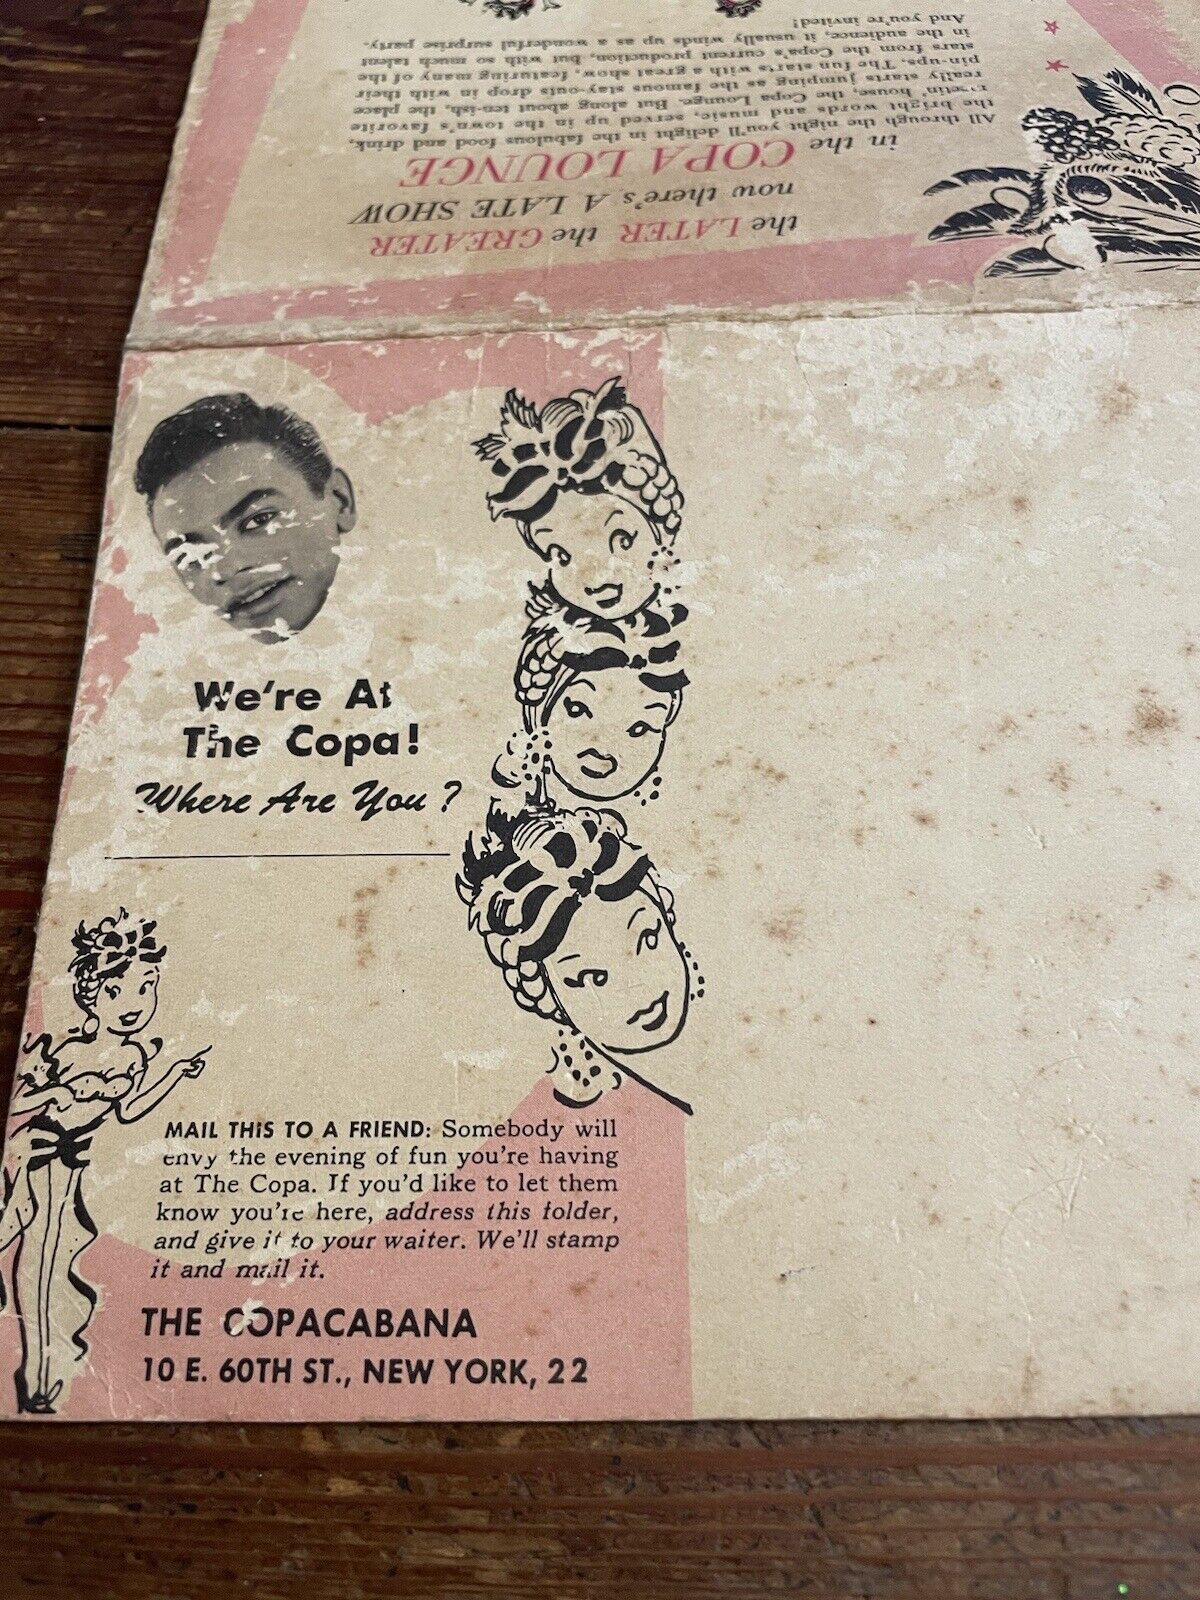 the LATER the GREATER
now there's A LATE SHOW
in the COPA LOUNGE
All through the night you'll delight in the fabulous food and drink,
the bright words and music, served up in the town's favorite
house, the Copa Lounge. But along about ten-ish, the place
really starts jumping as the famous stay-outs drop in with their
pin-ups. The fun starts with a great show, featuring many of the
stars from the Copa's current production, but with so much talent
in the audience, it usually winds up as a wonderful surprise party.
And you're invited!
We're At
The Copa!
Where Are You?
MAIL THIS TO A FRIEND: Somebody will
envy the evening of fun you're having
at The Copa. If you'd like to let them
know you're here, address this folder,
and give it to your waiter. We'll stamp
it and mail it.
THE COPACABANA
10 E. 60TH ST., NEW YORK, 22